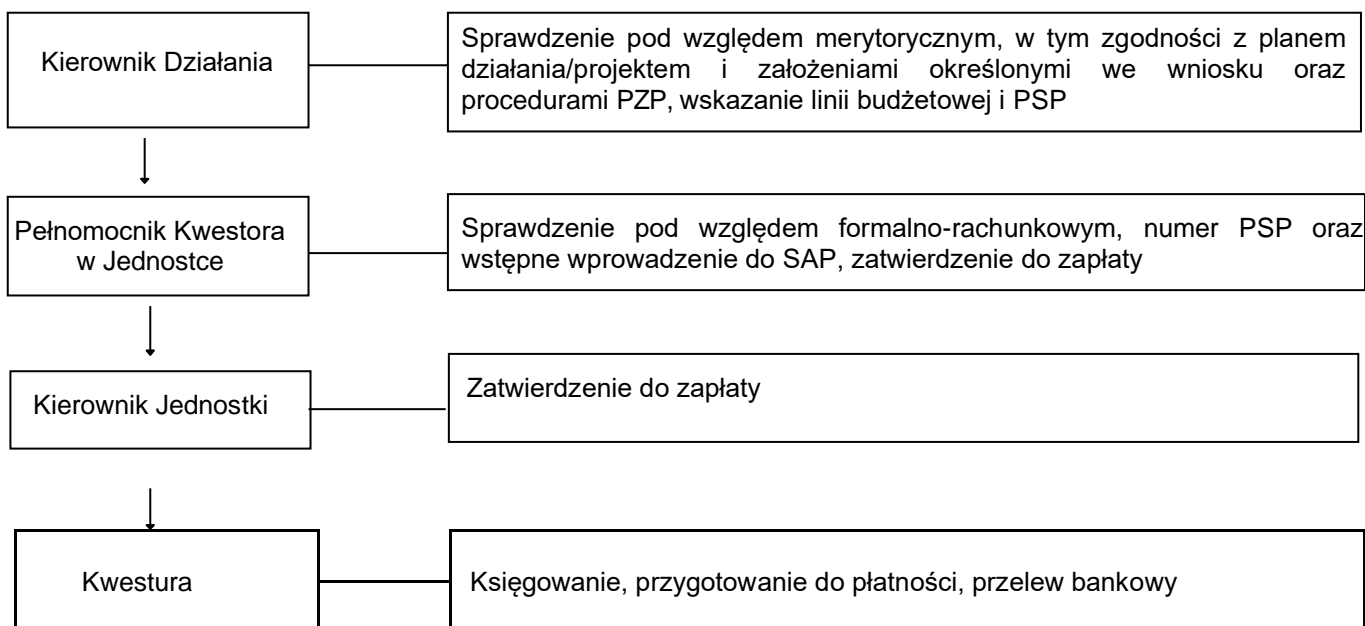 Kierownik Działania
Sprawdzenie pod względem merytorycznym, w tym zgodności z planem
działania/projektem i założeniami określonymi we wniosku oraz
procedurami PZP, wskazanie linii budżetowej i PSP
Pełnomocnik Kwestora
w Jednostce
Sprawdzenie pod względem formalno-rachunkowym, numer PSP oraz
wstępne wprowadzenie do SAP, zatwierdzenie do zapłaty
Kierownik Jednostki
Zatwierdzenie do zapłaty
Kwestura
Księgowanie, przygotowanie do płatności, przelew bankowy